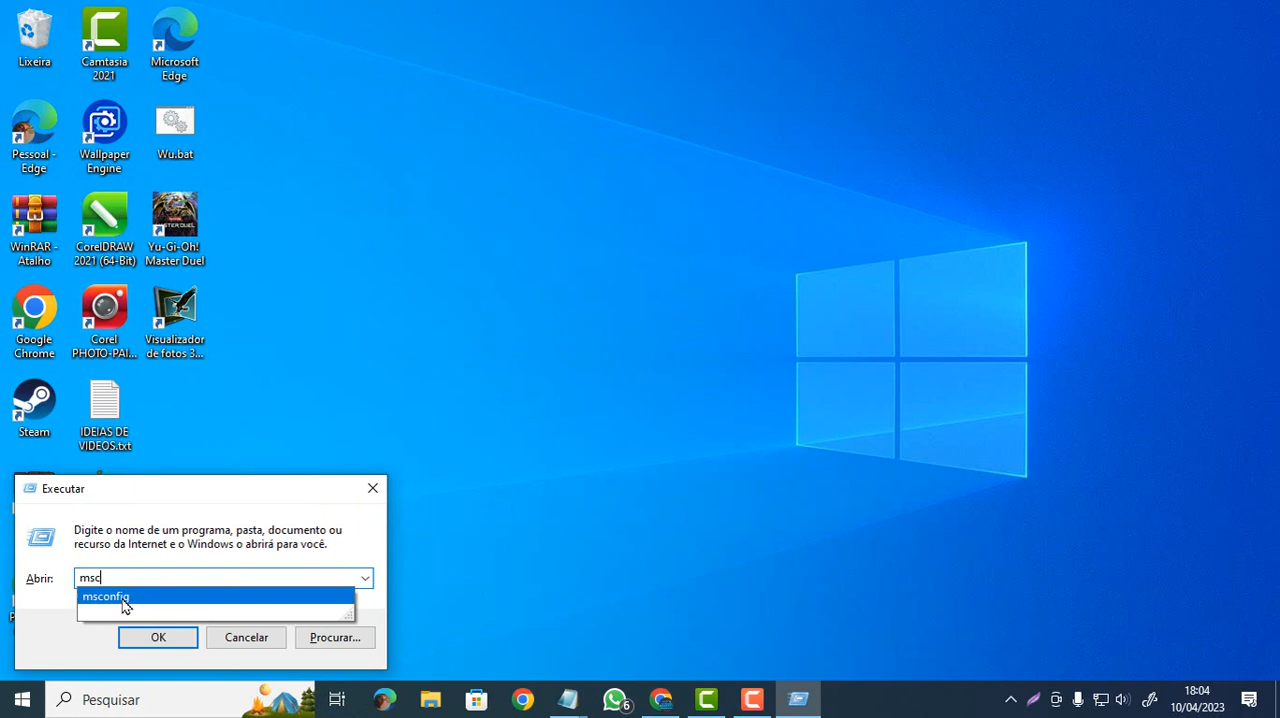 Lixeira
Camtasia
2021
Microsoft
Edge
Pessoal -
Edge
Wallpaper
Engine
Wu.bat
WinRAR -
Atalho
CorelDRAW
2021 (64-Bit)
Yu-Gi-Oh!
Master Duel
MASTER DUEL
Google
Chrome
Corel
PHOTO-PAI...
Visualizador
de fotos 3...
Steam
IDEIAS DE
VIDEOS.txt
Executar
Digite o nome de um programa, pasta, documento ou
recurso da Internet e o Windows o abrirá para você.
Abrir:
msc
msconfig
OK
Cancelar
Procurar...
Pesquisar
6
18:04
10/04/2023